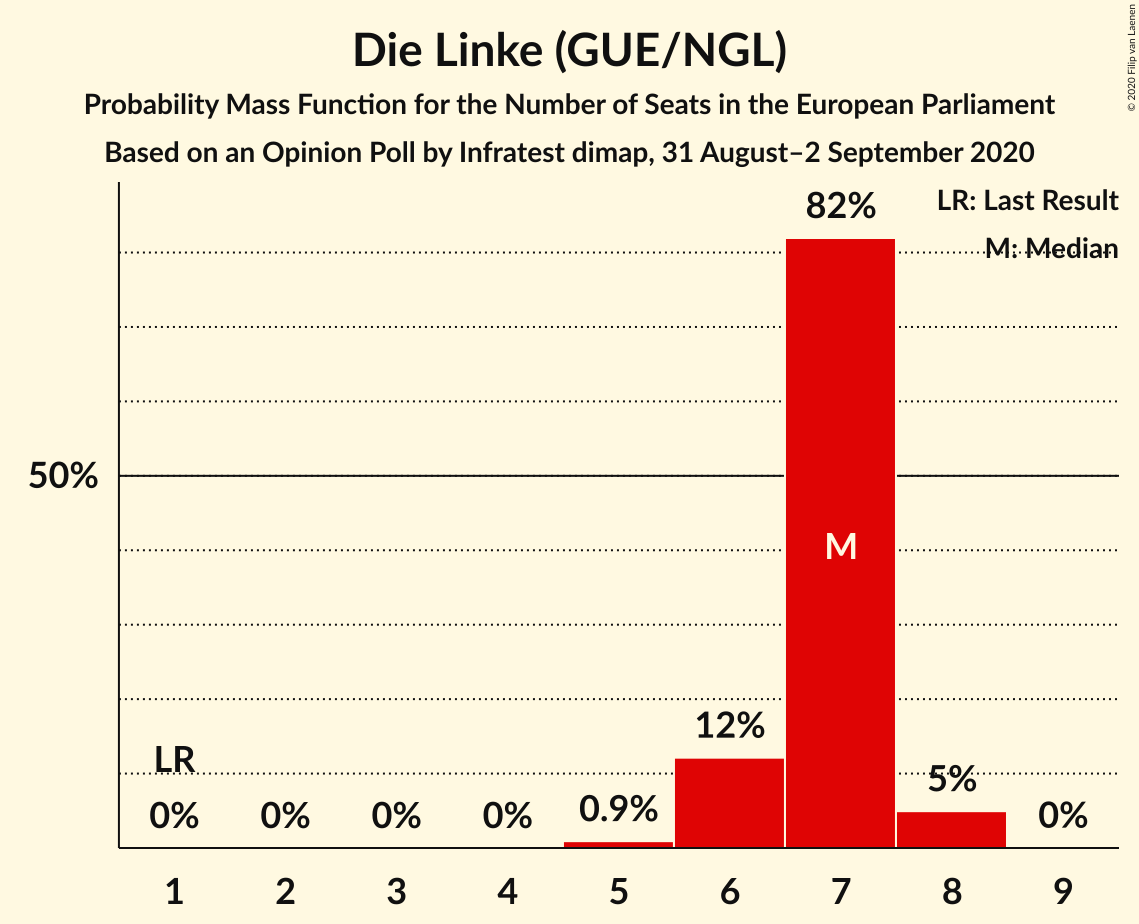 Die Linke (GUE/NGL)
Probability Mass Function for the Number of Seats in the European Parliament
Based on an Opinion Poll by Infratest dimap, 31 August–2 September 2020
© 2020 Filip van Laenen
LR: Last Result
M: Median
82%
50%
M
12%
LR
5%
0.9%
0%
0%
0%
0%
0%
1 2 3 4 5 6 7 8 9